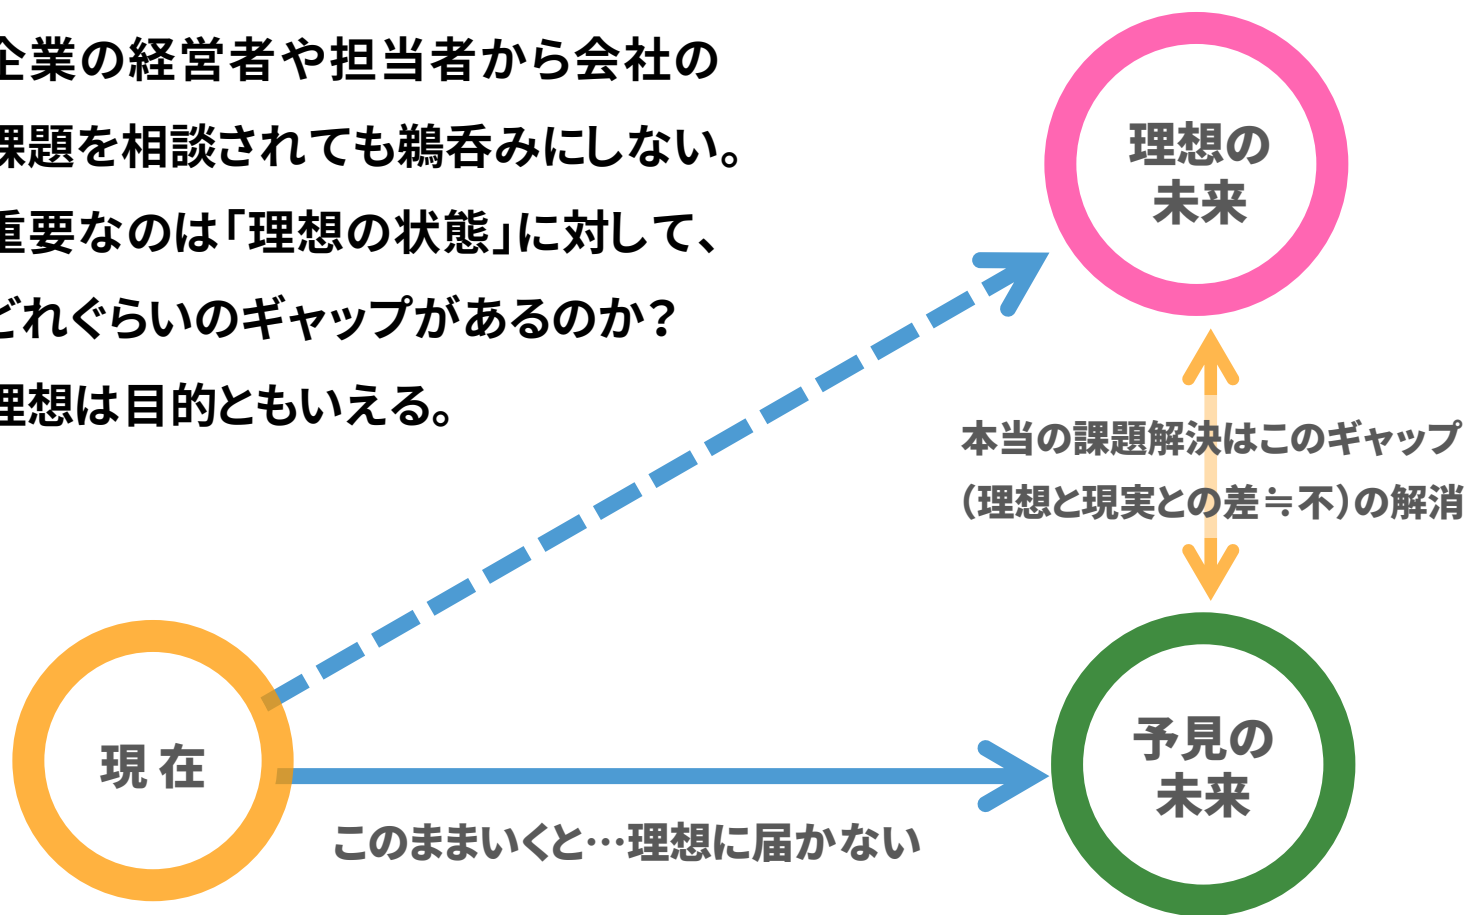 企業の経営者や担当者から会社の
課題を相談されても鵜呑みにしない。
重要なのは「理想の状態」に対して、
どれぐらいのギャップがあるのか？
理想は目的ともいえる。
理想の
未来
本当の課題解決はこのギャップ
（理想と現実との差≒不）の解消
現在
予見の
未来
このままいくと…理想に届かない